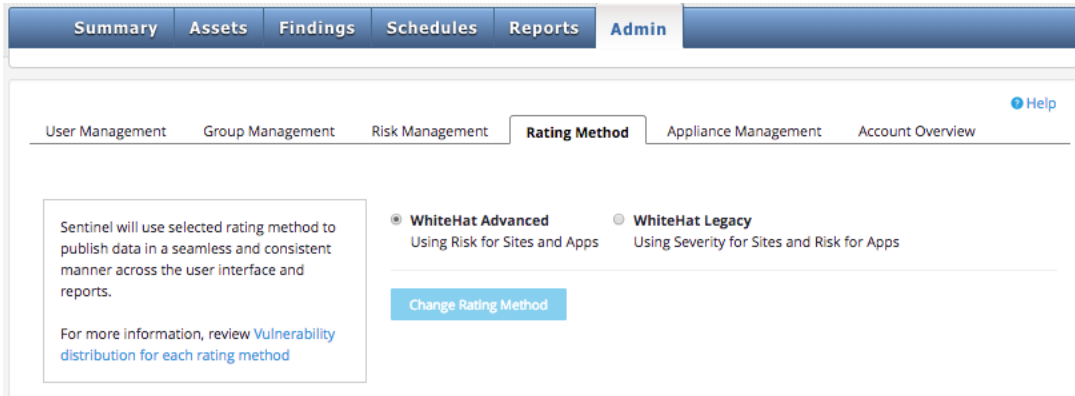 Summary Assets Findings Schedules Reports Admin
Help
User Management Group Management Risk Management Rating Method Appliance Management Account Overview
Sentinel will use selected rating method to
publish data in a seamless and consistent
manner across the user interface and
reports.
For more information, review Vulnerability
distribution for each rating method
WhiteHat Advanced WhiteHat Legacy
Using Risk for Sites and Apps Using Severity for Sites and Risk for Apps
Change Rating Method